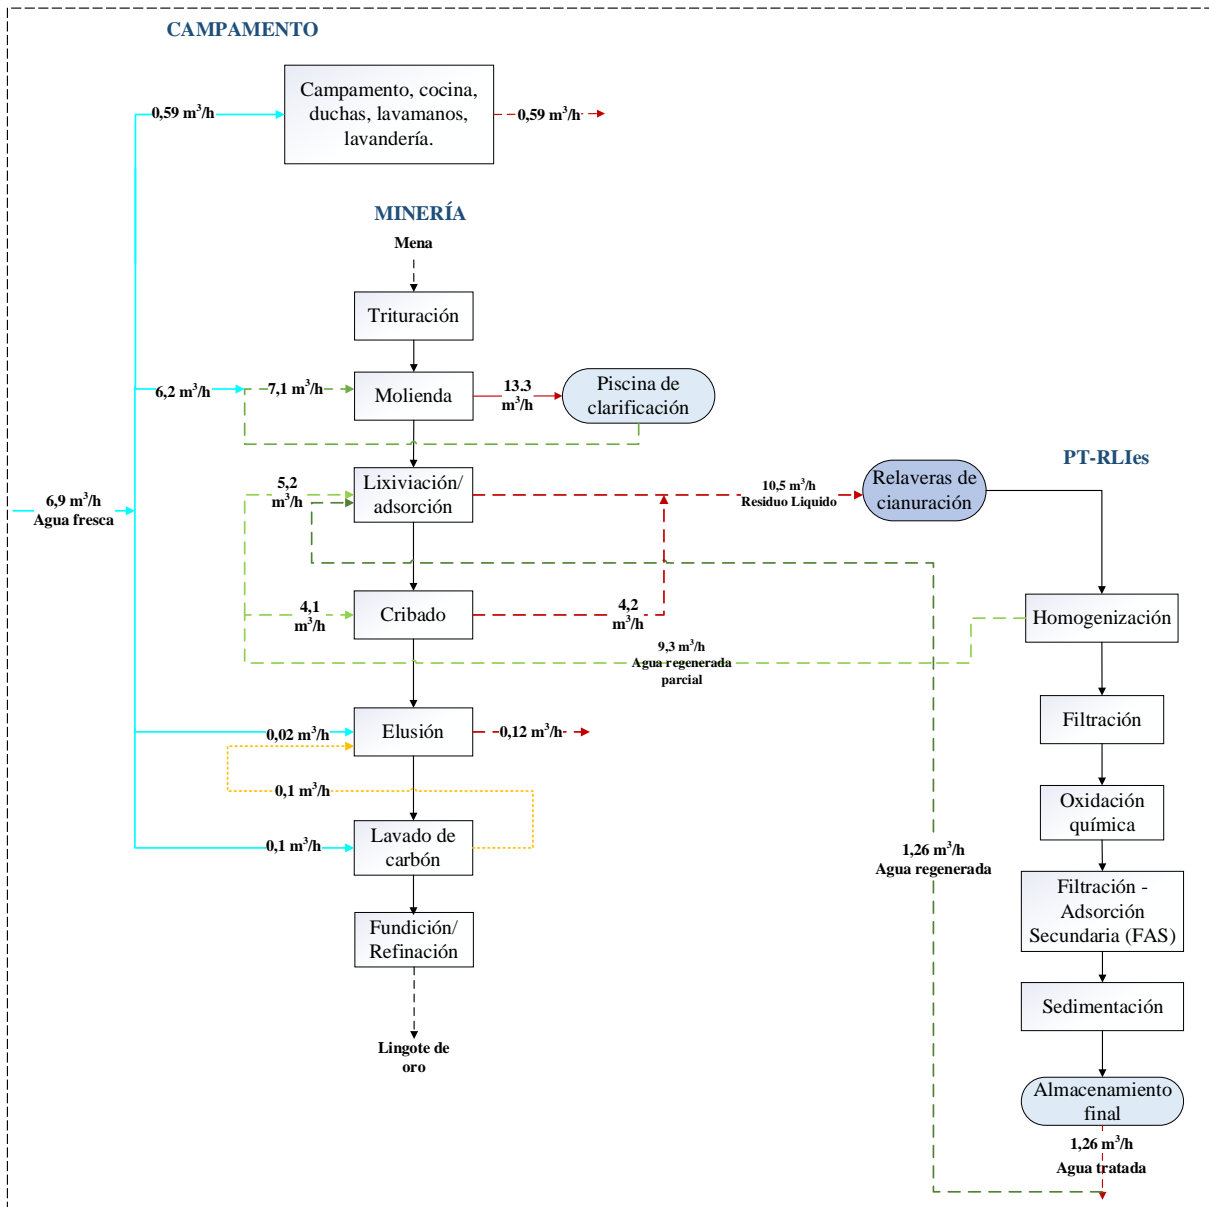 CAMPAMENTO
Campamento, cocina,
duchas, lavamanos,
lavandería.
0,59 m³/h
0,59 m³/h
MINERÍA
Mena
Trituración
6,2 m³/h
7,1 m³/h
Molienda
13.3
m³/h
Piscina de
clarificación
PT-RLIes
5,2
m³/h
Lixiviación/
adsorción
10,5 m³/h
Residuo Liquido
Relaveras de
cianuración
6,9 m³/h
Agua fresca
4,1
m³/h
Cribado
4,2
m³/h
Homogenización
9,3 m³/h
Agua regenerada
parcial
0,02 m³/h
Elusión
0,12 m³/h
Filtración
0,1 m³/h
Oxidación
química
0,1 m³/h
Lavado de
carbón
1,26 m³/h
Agua regenerada
Filtración -
Adsorción
Secundaria (FAS)
Fundición/
Refinación
Sedimentación
Lingote de
oro
Almacenamiento
final
1,26 m³/h
Agua tratada